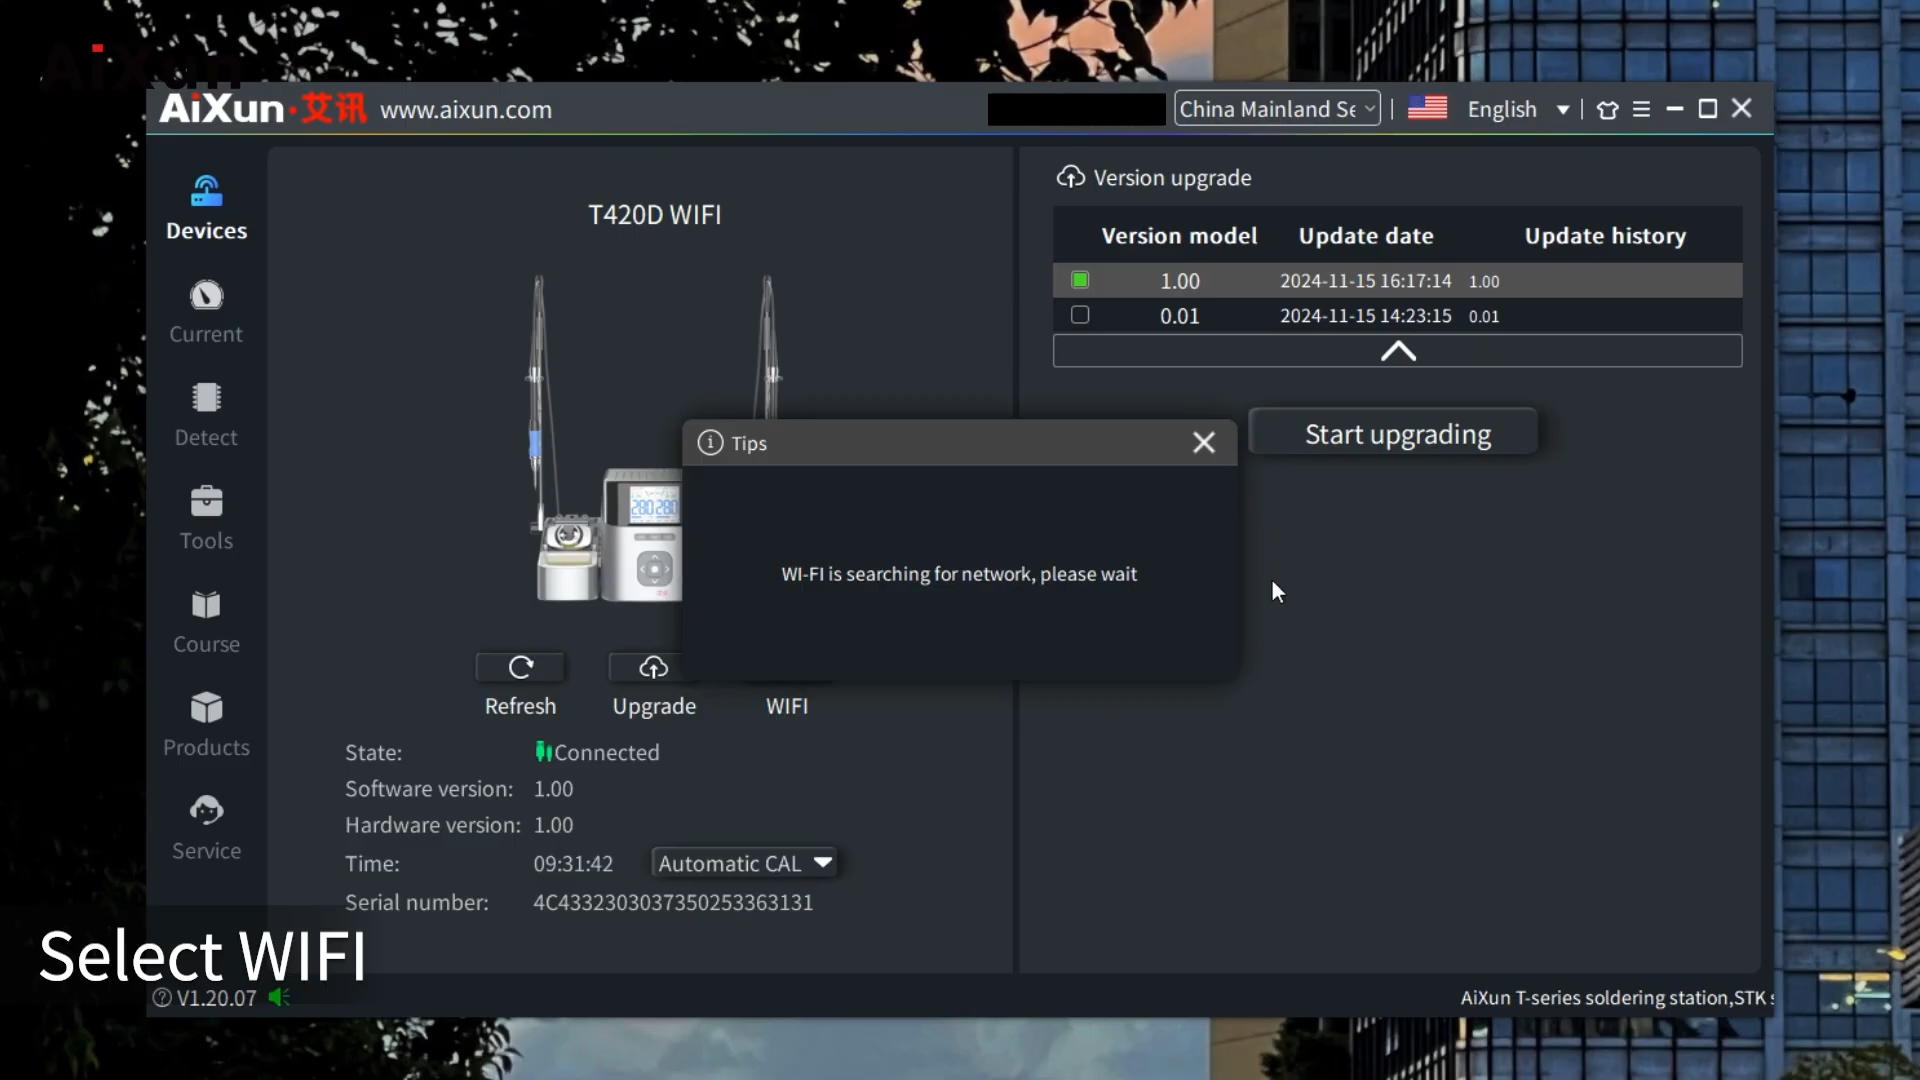 AiXun
AiXun·艾讯 www.aixun.com
China Mainland Se
English
Devices
Current
Detect
Tools
Course
Products
Service
T420D WIFI
280 280
Refresh
Upgrade
WIFI
State: Connected
Software version: 1.00
Hardware version: 1.00
Time: 09:31:42 Automatic CAL
Serial number: 4C4332303037350253363131
Version upgrade
Version model Update date Update history
1.00 2024-11-15 16:17:14 1.00
0.01 2024-11-15 14:23:15 0.01
Start upgrading
Tips
WI-FI is searching for network, please wait
Select WIFI
V1.20.07
AiXun T-series soldering station,STK